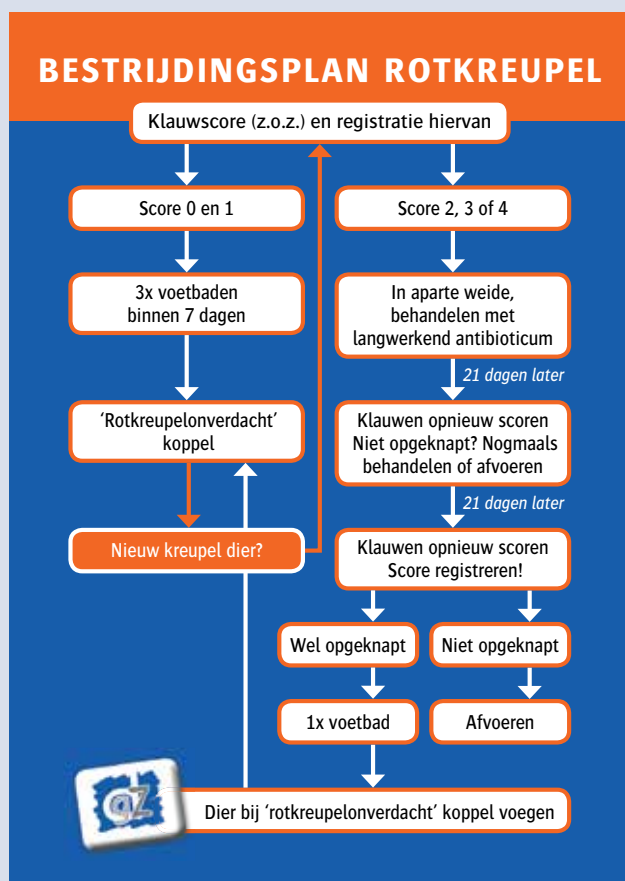 BESTRIJDINGSPLAN ROTKREUPEL
Klauwscore (z.o.z.) en registratie hiervan
Score 0 en 1
3x voetbaden
binnen 7 dagen
‘Rotkreupelonverdacht’
koppel
Nieuw kreupel dier?
Score 2, 3 of 4
In aparte weide,
behandelen met
langwerkend antibioticum
21 dagen later
Klauwen opnieuw scoren
Niet opgeknapt? Nogmaals
behandelen of afvoeren
21 dagen later
Klauwen opnieuw scoren
Score registreren!
Wel opgeknapt
Niet opgeknapt
1x voetbad
Afvoeren
Dier bij ‘rotkreupelonverdacht’ koppel voegen